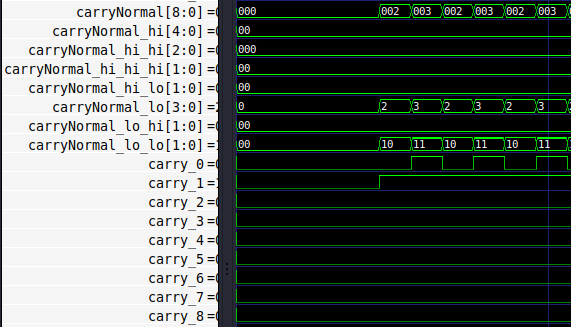 carryNormal[8:0] =0 000 002 003 002 003 002 003
carryNormal_hi[4:0] =0 00
carryNormal_hi_hi[2:0] =0 000
carryNormal_hi_hi_hi[1:0] =0 00
carryNormal_hi_lo[1:0] =0 00
carryNormal_lo[3:0] =2 0 2 3 2 3 2 3
carryNormal_lo_hi[1:0] =0 00
carryNormal_lo_lo[1:0] =1 00 10 11 10 11 10 11
carry_0 =0
carry_1 =1
carry_2 =0
carry_3 =0
carry_4 =0
carry_5 =0
carry_6 =0
carry_7 =0
carry_8 =0